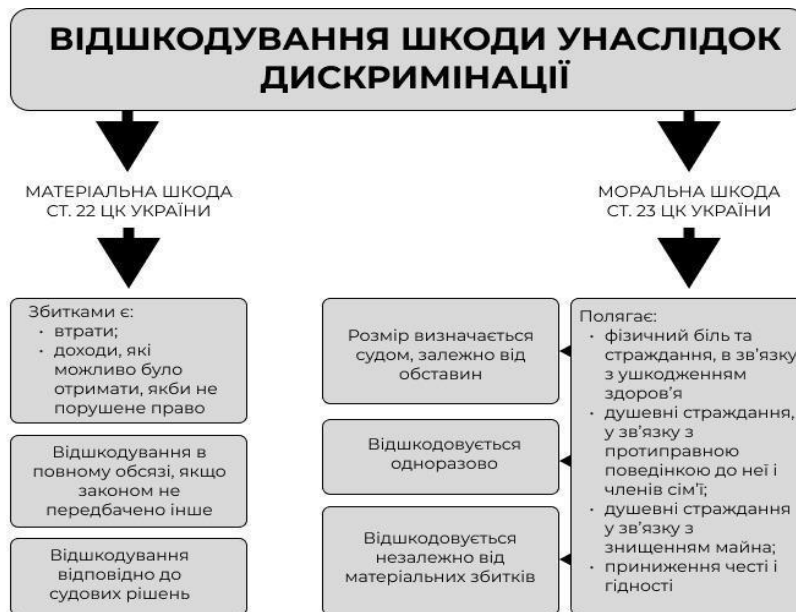 ВІДШКОДУВАННЯ ШКОДИ УНАСЛІДОК
ДИСКРИМІНАЦІЇ
МАТЕРІАЛЬНА ШКОДА
СТ. 22 ЦК УКРАЇНИ
Збитками є:
· втрати;
· доходи, які
можливо було
отримати, якби не
порушене право
Відшкодування в
повному обсязі, якщо
законом не
передбачено інше
Відшкодування
відповідно до
судових рішень
МОРАЛЬНА ШКОДА
СТ. 23 ЦК УКРАЇНИ
Розмір визначається
судом, залежно від
обставин
Відшкодовується
одноразово
Відшкодовується
незалежно від
матеріальних збитків
Полягає:
· фізичний біль та
страждання, в зв’язку
з ушкодженням
здоров’я
· душевні страждання,
у зв’язку з
протиправною
поведінкою до неї і
членів сім’ї;
· душевні страждання
у зв’язку з
знищенням майна;
· приниження честі і
гідності